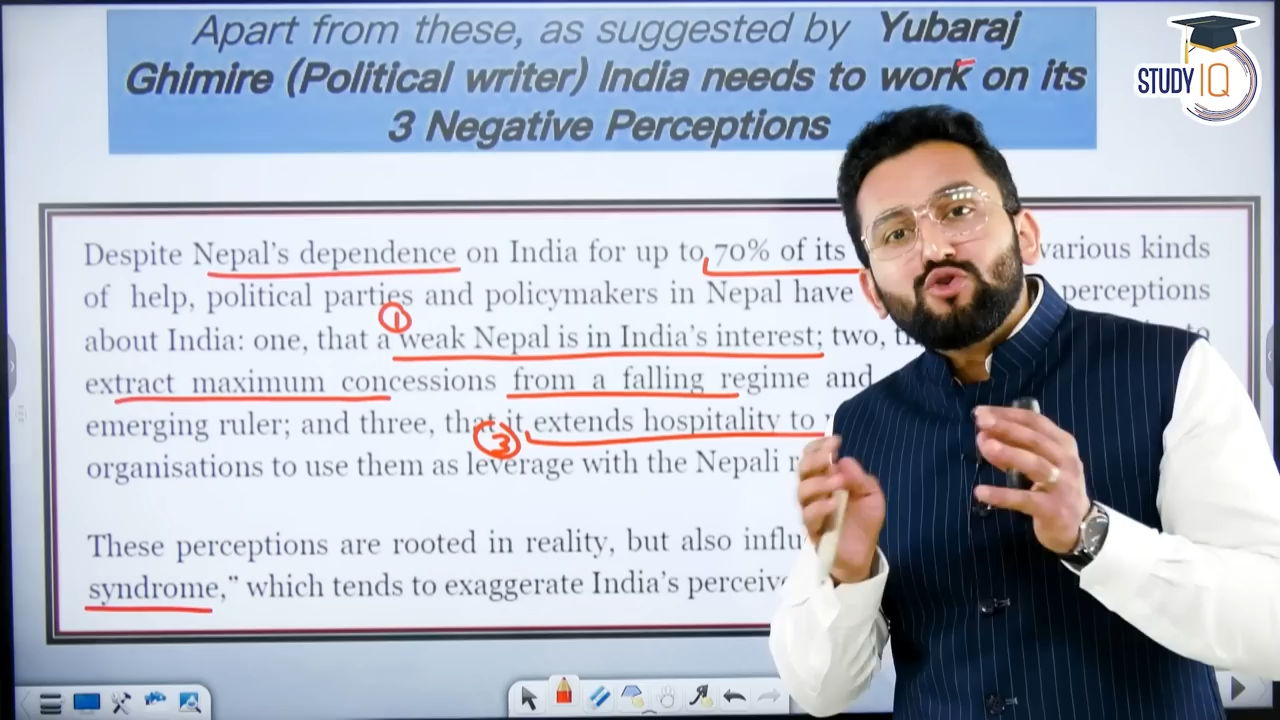 Apart from these, as suggested by Yubaraj
Ghimire (Political writer) India needs to work on its
3 Negative Perceptions
STUDY IQ
Despite Nepal's dependence on India for up to 70% of its various kinds
of help, political parties and policymakers in Nepal have perceptions
about India: one, that a weak Nepal is in India's interest; two, to
extract maximum concessions from a falling regime and
emerging ruler; and three, that it extends hospitality to
organisations to use them as leverage with the Nepali
These perceptions are rooted in reality, but also
syndrome,” which tends to exaggerate India's
1
3